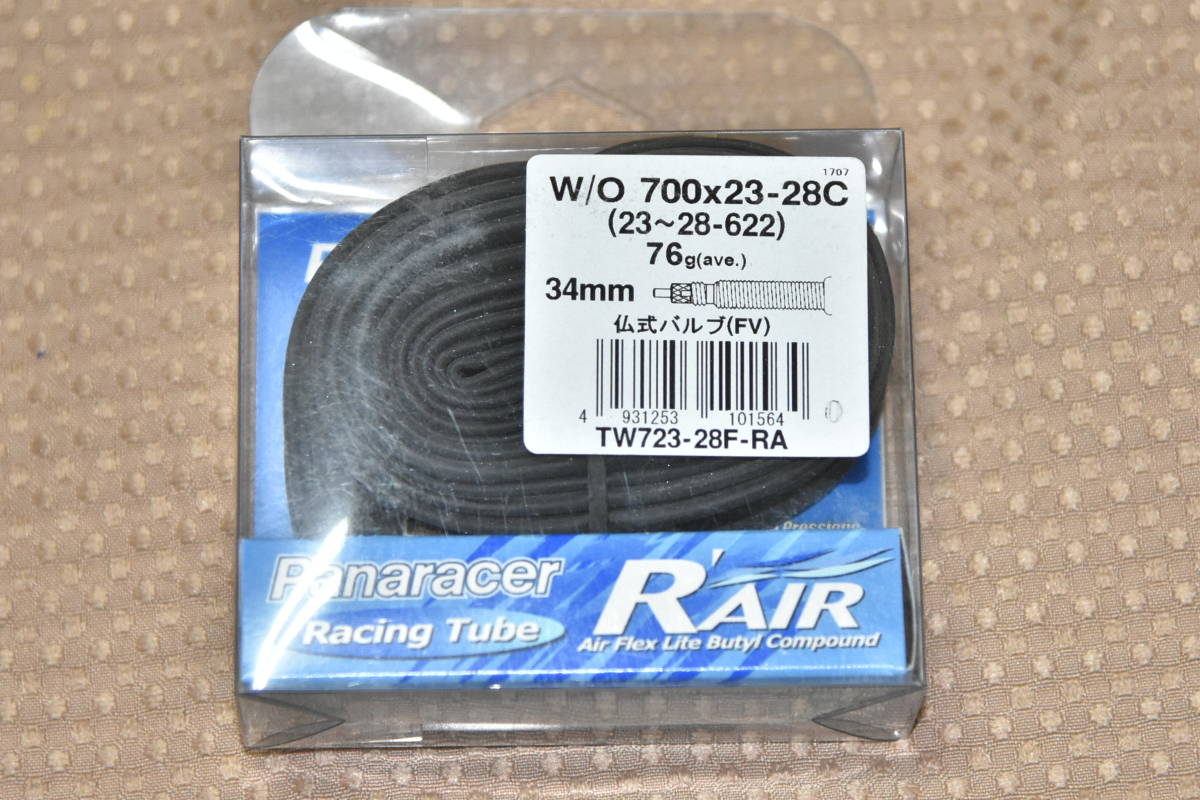 1707
W/O 700x23-28C
(23~28-622)
76g(ave.)
34mm
仏式バルブ(FV)
4 931253 101564
TW723-28F-RA
Pressione
Panaracer
Racing Tube
R'AIR
Air Flex Lite Butyl Compound